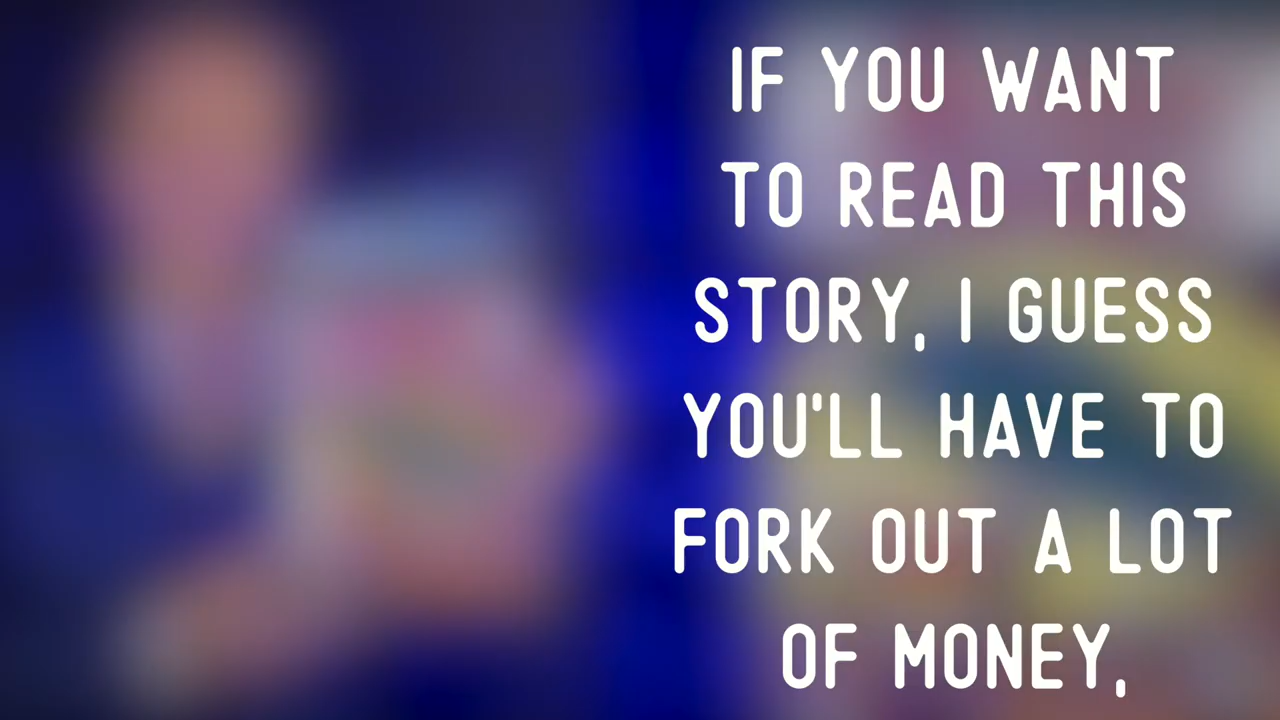 IF YOU WANT
TO READ THIS
STORY, I GUESS
YOU'LL HAVE TO
FORK OUT A LOT
OF MONEY,